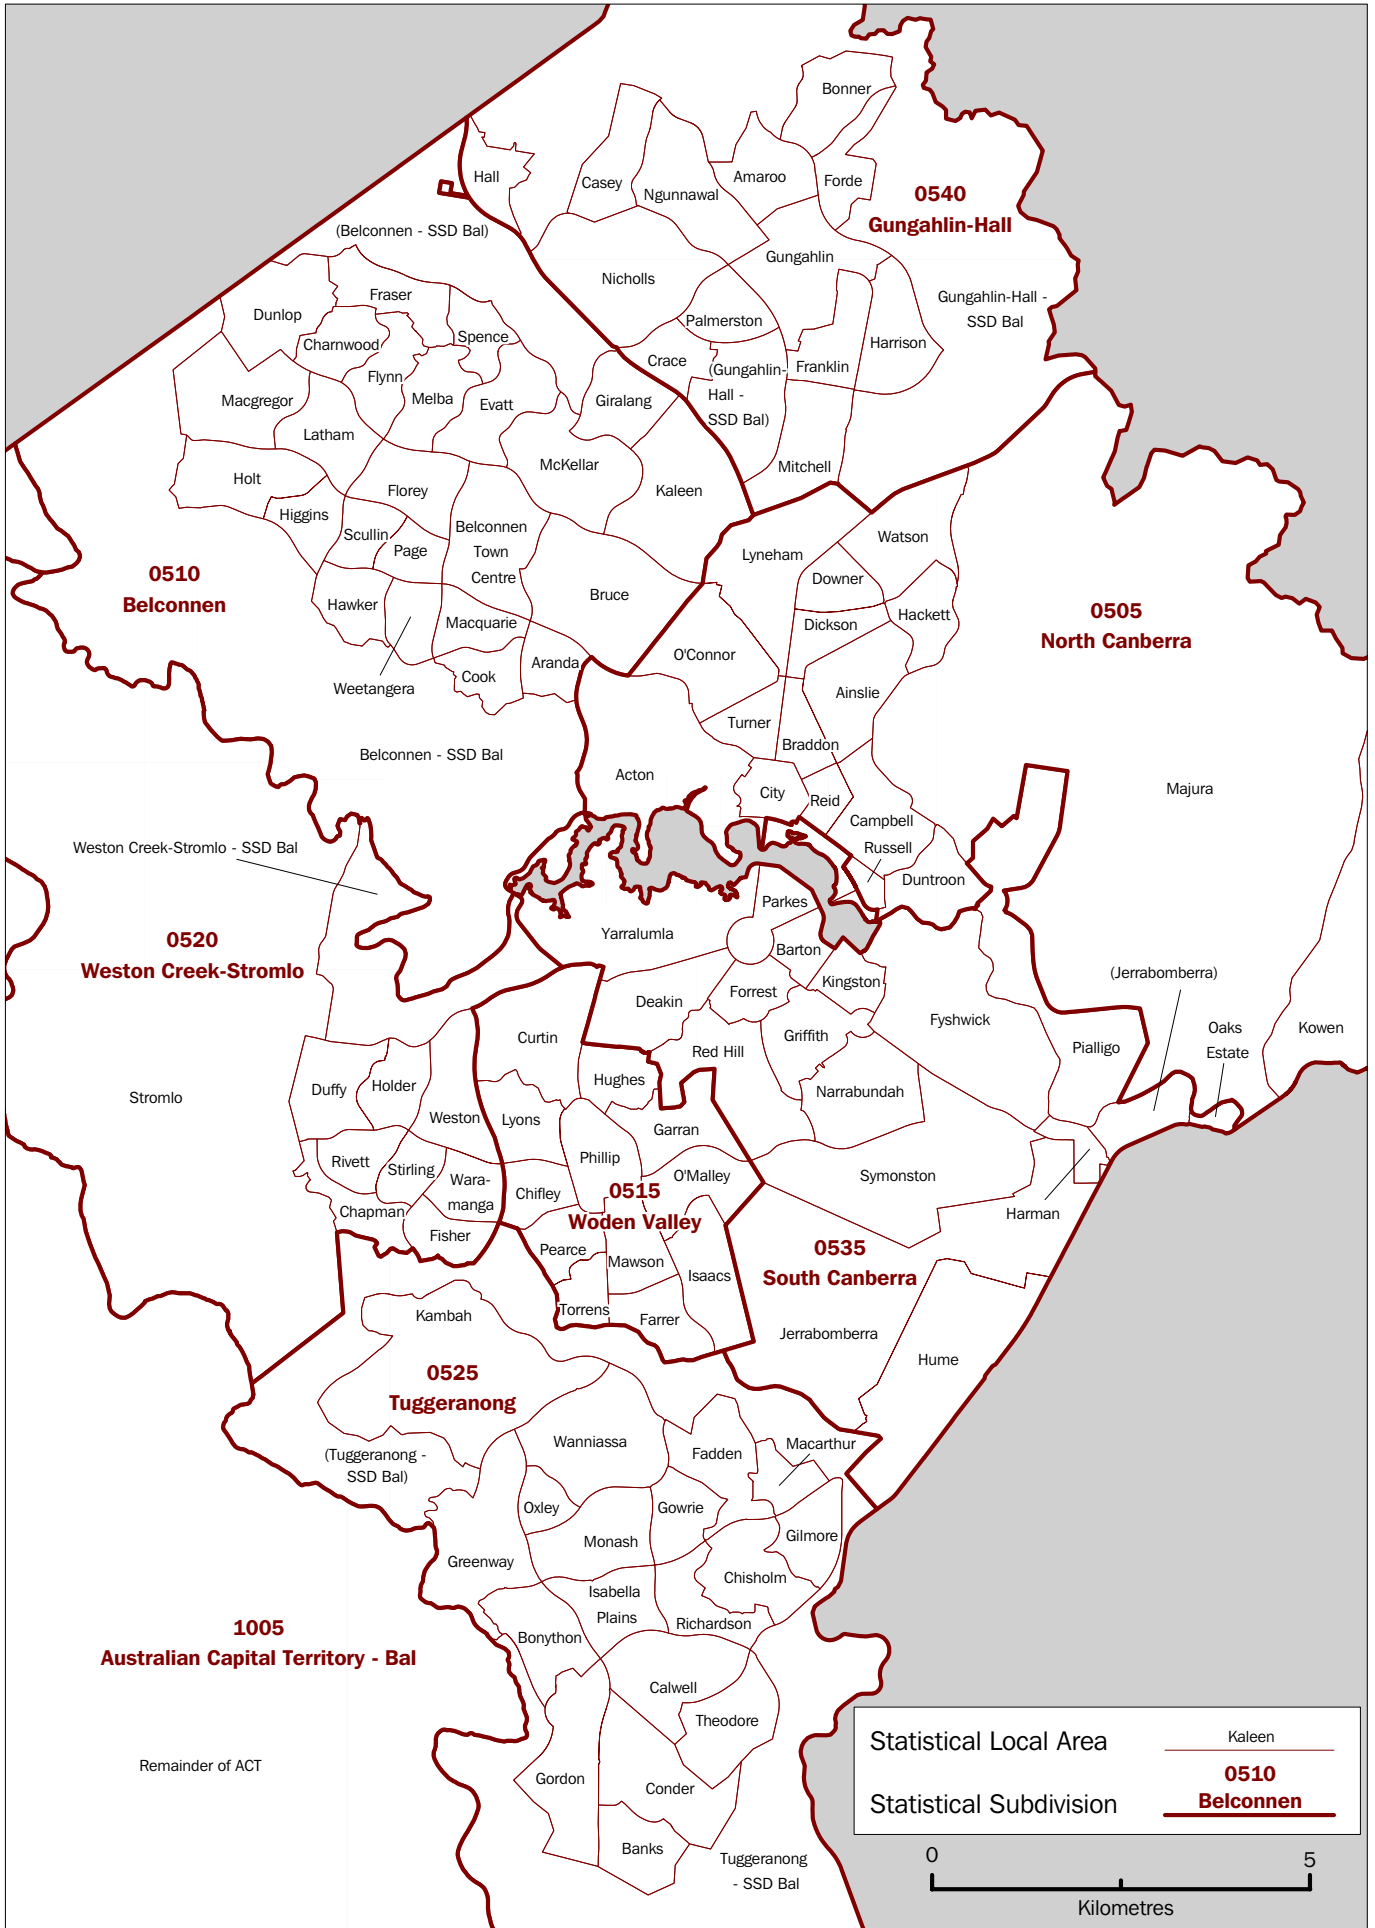 Bonner
Hall
Casey
Ngunnawal
Amaroo
Forde
0540
Gungahlin-Hall
(Belconnen - SSD Bal)
Nicholls
Gungahlin
Gungahlin-Hall -
SSD Bal
Dunlop
Fraser
Spence
Palmerston
Charnwood
Crace
(Gungahlin-
Hall -
SSD Bal)
Franklin
Harrison
Flynn
Melba
Evatt
Giralang
Macgregor
Latham
McKellar
Mitchell
Holt
Florey
Kaleen
Higgins
Scullin
Page
Belconnen
Town
Centre
Lyneham
Watson
Downer
0510
Belconnen
Hawker
Bruce
Macquarie
Dickson
Hackett
0505
North Canberra
Weetangera
Cook
Aranda
O'Connor
Ainslie
Turner
Braddon
Belconnen - SSD Bal
Acton
City
Reid
Majura
Campbell
Russell
Duntroon
Weston Creek-Stromlo - SSD Bal
0520
Weston Creek-Stromlo
Yarralumla
Parkes
Barton
Kingston
Deakin
Forrest
Griffith
Fyshwick
(Jerrabomberra)
Oaks
Estate
Kowen
Curtin
Red Hill
Pialligo
Stromlo
Duffy
Holder
Weston
Hughes
Narrabundah
Lyons
Garran
Rivett
Stirling
Wara-
manga
Phillip
O'Malley
Symonston
Chapman
Fisher
Chifley
0515
Woden Valley
Harman
Pearce
Mawson
Isaacs
0535
South Canberra
Torrens
Farrer
Kambah
Jerrabomberra
Hume
0525
Tuggeranong
(Tuggeranong -
SSD Bal)
Wanniassa
Fadden
Macarthur
Oxley
Gowrie
Monash
Gilmore
Greenway
Chisholm
Isabella
Plains
Richardson
Bonython
1005
Australian Capital Territory - Bal
Calwell
Theodore
Remainder of ACT
Gordon
Conder
Banks
Tuggeranong
- SSD Bal
Statistical Local Area
Kaleen
0510
Belconnen
Statistical Subdivision
0
5
Kilometres